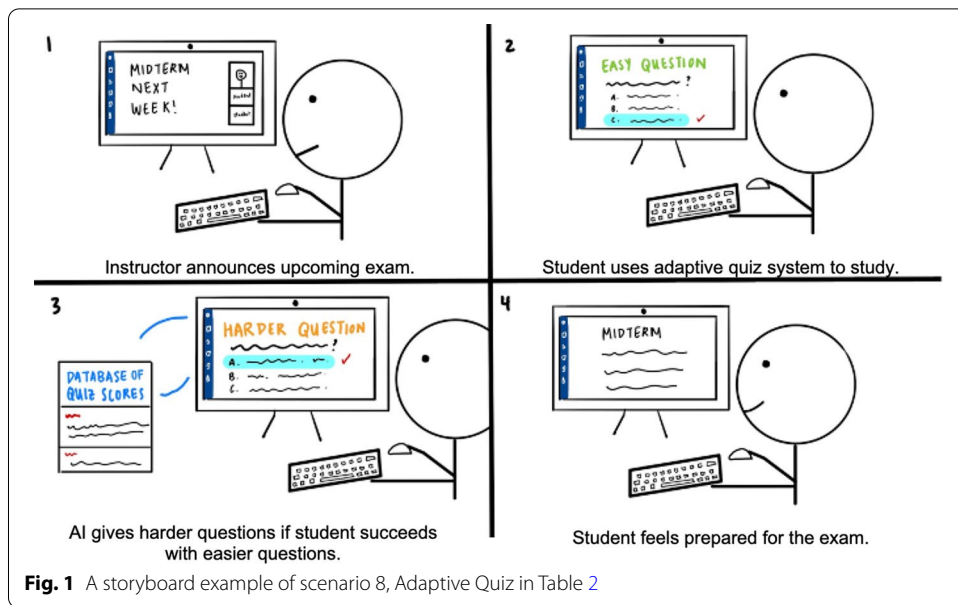 1
MIDTERM
NEXT
WEEK!
student
Instructor announces upcoming exam.
2
EASY QUESTION
?
A.
B.
C.
Student uses adaptive quiz system to study.
3
DATABASE OF
QUIZ SCORES
HARDER QUESTION
?
A.
B.
C.
AI gives harder questions if student succeeds
with easier questions.
4
MIDTERM
Student feels prepared for the exam.
Fig. 1 A storyboard example of scenario 8, Adaptive Quiz in Table 2